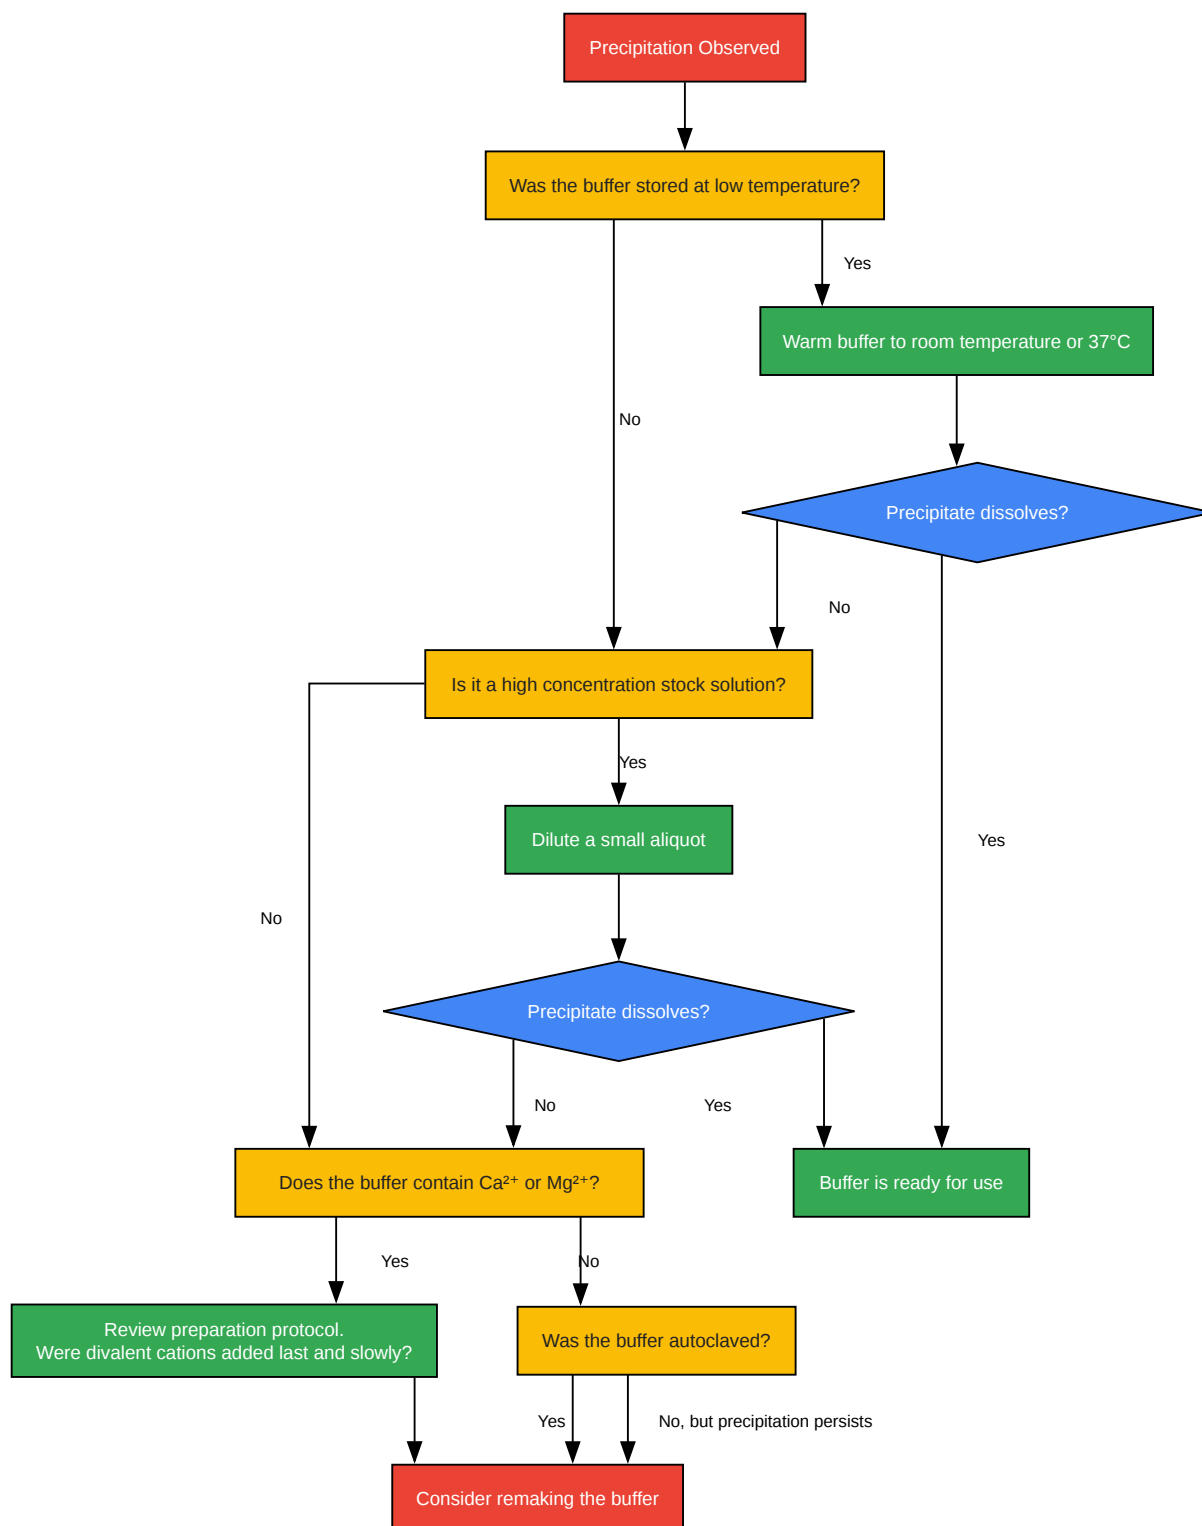 Precipitation Observed
Was the buffer stored at low temperature?
Yes
Warm buffer to room temperature or 37°C
No
Precipitate dissolves?
No
Is it a high concentration stock solution?
Yes
Dilute a small aliquot
Yes
No
Precipitate dissolves?
No
Yes
Does the buffer contain Ca²⁺ or Mg²⁺?
Buffer is ready for use
Yes
No
Review preparation protocol.
Were divalent cations added last and slowly?
Was the buffer autoclaved?
Yes
No, but precipitation persists
Consider remaking the buffer